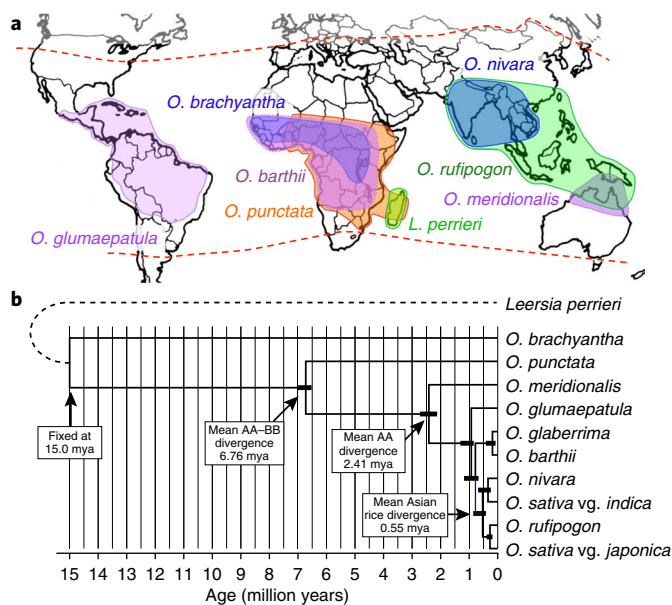 a
O. nivara
O. brachyantha
O. barthii
O. rufipogon
O. punctata
O. meridionalis
L. perrieri
O. glumaepatula
b
Leersia perrieri
O. brachyantha
O. punctata
O. meridionalis
O. glumaepatula
O. glaberrima
O. barthii
O. nivara
O. sativa vg. indica
O. rufipogon
O. sativa vg. japonica
Fixed at
15.0 mya
Mean AA–BB
divergence
6.76 mya
Mean AA
divergence
2.41 mya
Mean Asian
rice divergence
0.55 mya
15 14 13 12 11 10 9 8 7 6 5 4 3 2 1 0
Age (million years)